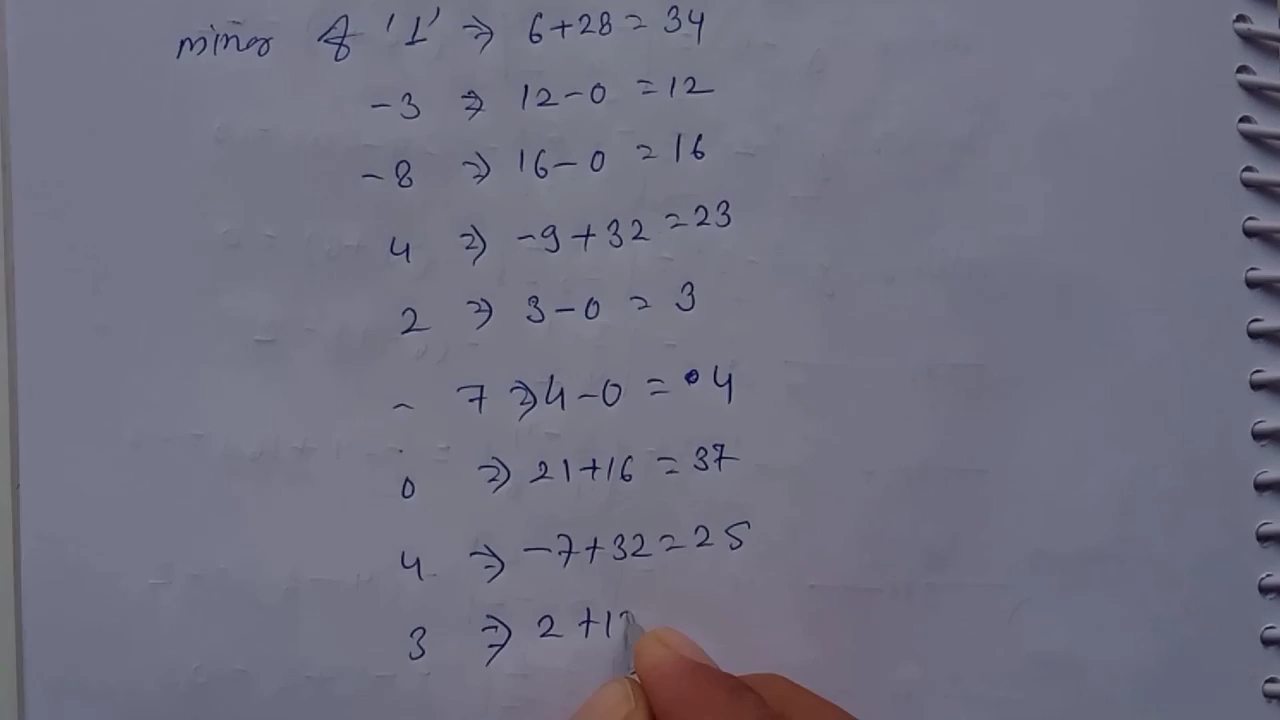 minor of '1' ⇒ 6+28 = 34
-3 ⇒ 12-0 = 12
-8 ⇒ 16-0 = 16
4 ⇒ -9+32 = 23
2 ⇒ 3-0 = 3
- 7 ⇒ 4-0 = 4
0 ⇒ 21+16 = 37
4 ⇒ -7+32 = 25
3 ⇒ 2+1